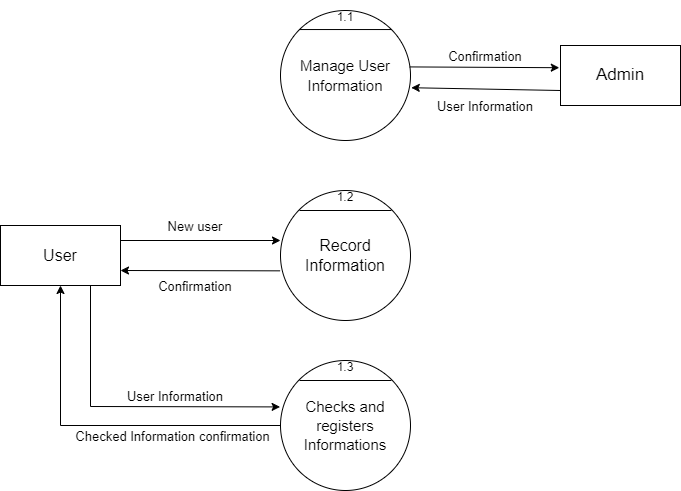 1.1
Manage User
Information
Confirmation
Admin
User Information
1.2
New user
User
Record
Information
Confirmation
1.3
User Information
Checks and
registers
Informations
Checked Information confirmation